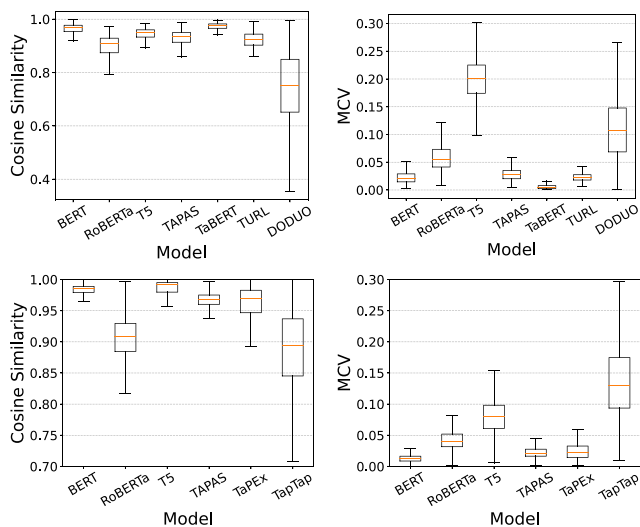 Cosine Similarity
1.0
0.8
0.6
0.4
BERT
RoBERTa
T5
TAPAS
TaBERT
TURL
DODUO
Model
MCV
0.30
0.25
0.20
0.15
0.10
0.05
0.00
BERT
RoBERTa
T5
TAPAS
TaBERT
TURL
DODUO
Model
Cosine Similarity
1.00
0.95
0.90
0.85
0.80
0.75
0.70
BERT
RoBERTa
T5
TAPAS
TaPEx
TapTap
Model
MCV
0.30
0.25
0.20
0.15
0.10
0.05
0.00
BERT
RoBERTa
T5
TAPAS
TaPEx
TapTap
Model